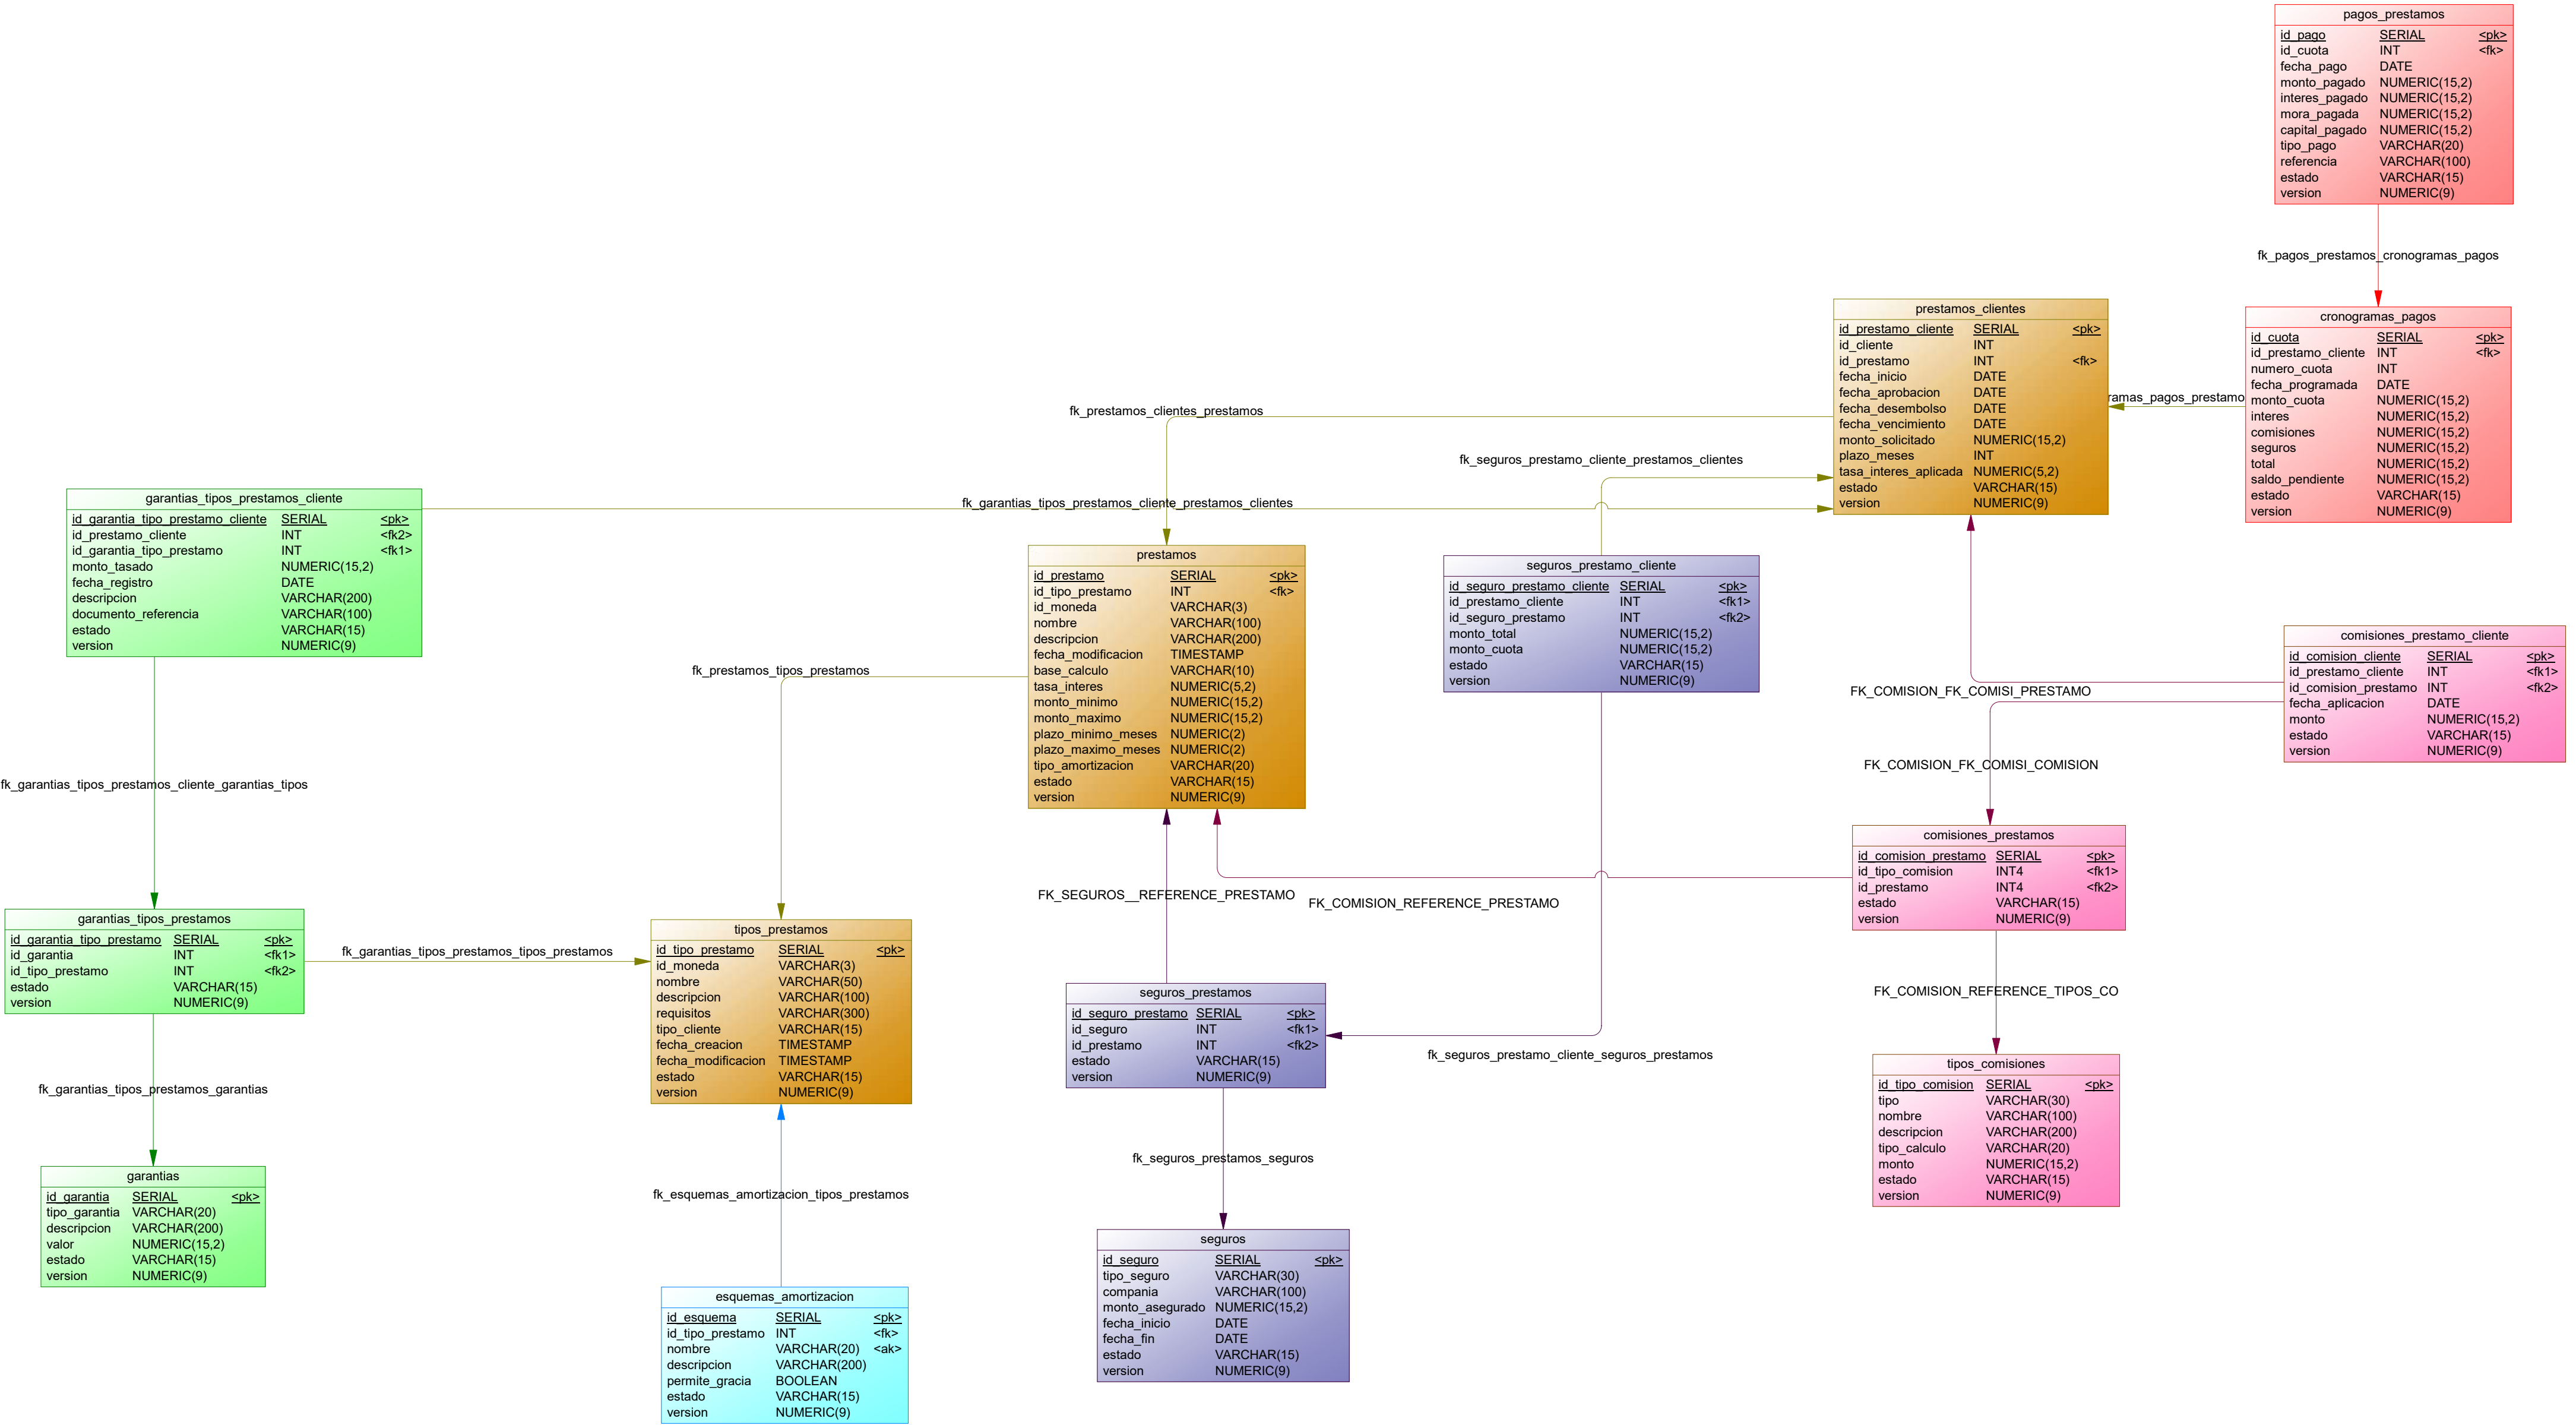 pagos_prestamos
id_pago SERIAL <pk>
id_cuota INT <fk>
fecha_pago DATE
monto_pagado NUMERIC(15,2)
interes_pagado NUMERIC(15,2)
mora_pagada NUMERIC(15,2)
capital_pagado NUMERIC(15,2)
tipo_pago VARCHAR(20)
referencia VARCHAR(100)
estado VARCHAR(15)
version NUMERIC(9)
fk_pagos_prestamos_cronogramas_pagos
prestamos_clientes
id_prestamo_cliente SERIAL <pk>
id_cliente INT
id_prestamo INT <fk>
fecha_inicio DATE
fecha_aprobacion DATE
fecha_desembolso DATE
fecha_vencimiento DATE
monto_solicitado NUMERIC(15,2)
plazo_meses INT
tasa_interes_aplicada NUMERIC(5,2)
estado VARCHAR(15)
version NUMERIC(9)
ramas_pagos_prestamo
cronogramas_pagos
id_cuota SERIAL <pk>
id_prestamo_cliente INT <fk>
numero_cuota INT
fecha_programada DATE
monto_cuota NUMERIC(15,2)
interes NUMERIC(15,2)
comisiones NUMERIC(15,2)
seguros NUMERIC(15,2)
total NUMERIC(15,2)
saldo_pendiente NUMERIC(15,2)
estado VARCHAR(15)
version NUMERIC(9)
fk_prestamos_clientes_prestamos
fk_seguros_prestamo_cliente_prestamos_clientes
fk_garantias_tipos_prestamos_cliente_prestamos_clientes
garantias_tipos_prestamos_cliente
id_garantia_tipo_prestamo_cliente SERIAL <pk>
id_prestamo_cliente INT <fk2>
id_garantia_tipo_prestamo INT <fk1>
monto_tasado NUMERIC(15,2)
fecha_registro DATE
descripcion VARCHAR(200)
documento_referencia VARCHAR(100)
estado VARCHAR(15)
version NUMERIC(9)
prestamos
id_prestamo SERIAL <pk>
id_tipo_prestamo INT <fk>
id_moneda VARCHAR(3)
nombre VARCHAR(100)
descripcion VARCHAR(200)
fecha_modificacion TIMESTAMP
base_calculo VARCHAR(10)
tasa_interes NUMERIC(5,2)
monto_minimo NUMERIC(15,2)
monto_maximo NUMERIC(15,2)
plazo_minimo_meses NUMERIC(2)
plazo_maximo_meses NUMERIC(2)
tipo_amortizacion VARCHAR(20)
estado VARCHAR(15)
version NUMERIC(9)
seguros_prestamo_cliente
id_seguro_prestamo_cliente SERIAL <pk>
id_prestamo_cliente INT <fk1>
id_seguro_prestamo INT <fk2>
monto_total NUMERIC(15,2)
monto_cuota NUMERIC(15,2)
estado VARCHAR(15)
version NUMERIC(9)
comisiones_prestamo_cliente
id_comision_cliente SERIAL <pk>
id_prestamo_cliente INT <fk1>
id_comision_prestamo INT <fk2>
fecha_aplicacion DATE
monto NUMERIC(15,2)
estado VARCHAR(15)
version NUMERIC(9)
fk_prestamos_tipos_prestamos
FK_COMISION_FK_COMISI_PRESTAMO
FK_COMISION_FK_COMISI_COMISION
fk_garantias_tipos_prestamos_cliente_garantias_tipos
comisiones_prestamos
id_comision_prestamo SERIAL <pk>
id_tipo_comision INT4 <fk1>
id_prestamo INT4 <fk2>
estado VARCHAR(15)
version NUMERIC(9)
FK_SEGUROS__REFERENCE_PRESTAMO
FK_COMISION_REFERENCE_PRESTAMO
garantias_tipos_prestamos
id_garantia_tipo_prestamo SERIAL <pk>
id_garantia INT <fk1>
id_tipo_prestamo INT <fk2>
estado VARCHAR(15)
version NUMERIC(9)
fk_garantias_tipos_prestamos_tipos_prestamos
tipos_prestamos
id_tipo_prestamo SERIAL <pk>
id_moneda VARCHAR(3)
nombre VARCHAR(50)
descripcion VARCHAR(100)
requisitos VARCHAR(300)
tipo_cliente VARCHAR(15)
fecha_creacion TIMESTAMP
fecha_modificacion TIMESTAMP
estado VARCHAR(15)
version NUMERIC(9)
seguros_prestamos
id_seguro_prestamo SERIAL <pk>
id_seguro INT <fk1>
id_prestamo INT <fk2>
estado VARCHAR(15)
version NUMERIC(9)
fk_seguros_prestamo_cliente_seguros_prestamos
FK_COMISION_REFERENCE_TIPOS_CO
tipos_comisiones
id_tipo_comision SERIAL <pk>
tipo VARCHAR(30)
nombre VARCHAR(100)
descripcion VARCHAR(200)
tipo_calculo VARCHAR(20)
monto NUMERIC(15,2)
estado VARCHAR(15)
version NUMERIC(9)
fk_garantias_tipos_prestamos_garantias
fk_seguros_prestamos_seguros
fk_esquemas_amortizacion_tipos_prestamos
garantias
id_garantia SERIAL <pk>
tipo_garantia VARCHAR(20)
descripcion VARCHAR(200)
valor NUMERIC(15,2)
estado VARCHAR(15)
version NUMERIC(9)
seguros
id_seguro SERIAL <pk>
tipo_seguro VARCHAR(30)
compania VARCHAR(100)
monto_asegurado NUMERIC(15,2)
fecha_inicio DATE
fecha_fin DATE
estado VARCHAR(15)
version NUMERIC(9)
esquemas_amortizacion
id_esquema SERIAL <pk>
id_tipo_prestamo INT <fk>
nombre VARCHAR(20) <ak>
descripcion VARCHAR(200)
permite_gracia BOOLEAN
estado VARCHAR(15)
version NUMERIC(9)